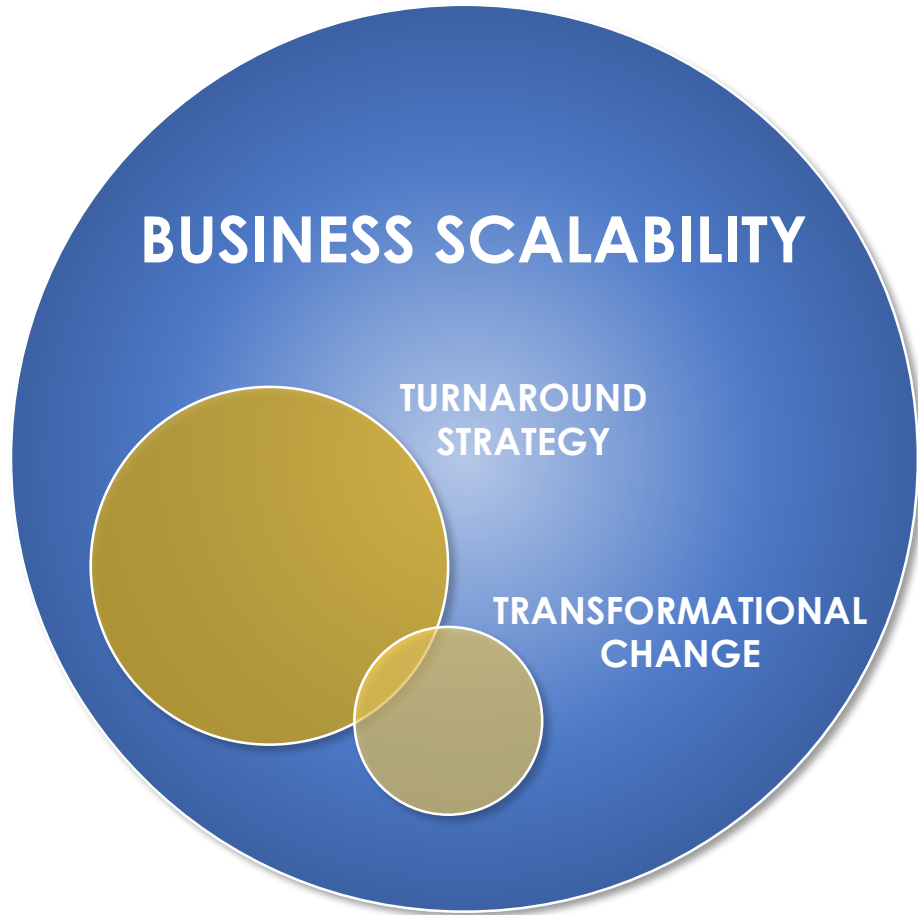 BUSINESS SCALABILITY
TURNAROUND
STRATEGY
TRANSFORMATIONAL
CHANGE